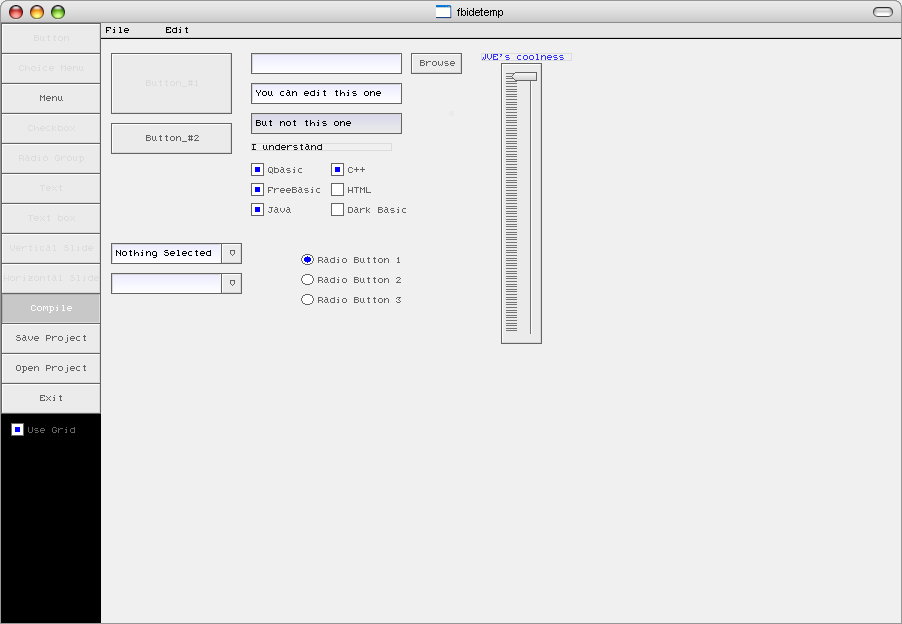 fbidetemp
File Edit
Button
Choice Menu
Menu
Checkbox
Radio Group
Text
Text box
Vertical Slide
Horizontal Slide
Compile
Save Project
Open Project
Exit
Use Grid
Button_#1
Button_#2
Nothing Selected
Browse
You can edit this one
But not this one
I understand
Qbasic C++
FreeBasic HTML
Java Dark Basic
Radio Button 1
Radio Button 2
Radio Button 3
JVE's coolness